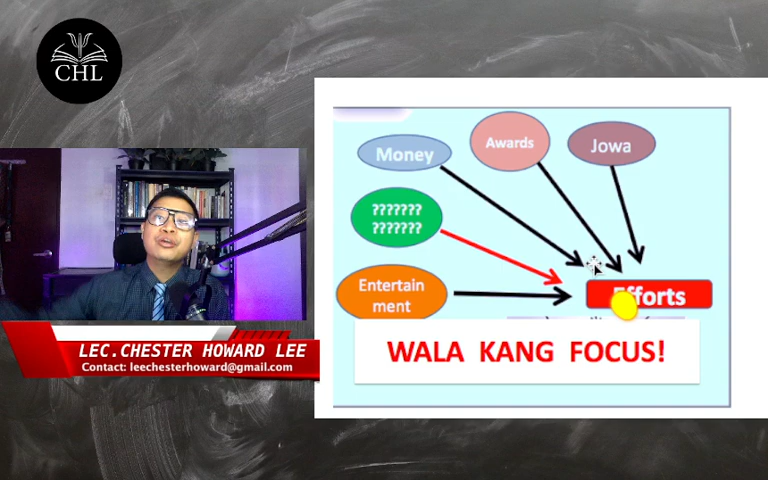 CHL
Money
Awards
Jowa
???????
???????
Entertain
ment
Efforts
WALA KANG FOCUS!
LEC.CHESTER HOWARD LEE
Contact: leechesterhoward@gmail.com